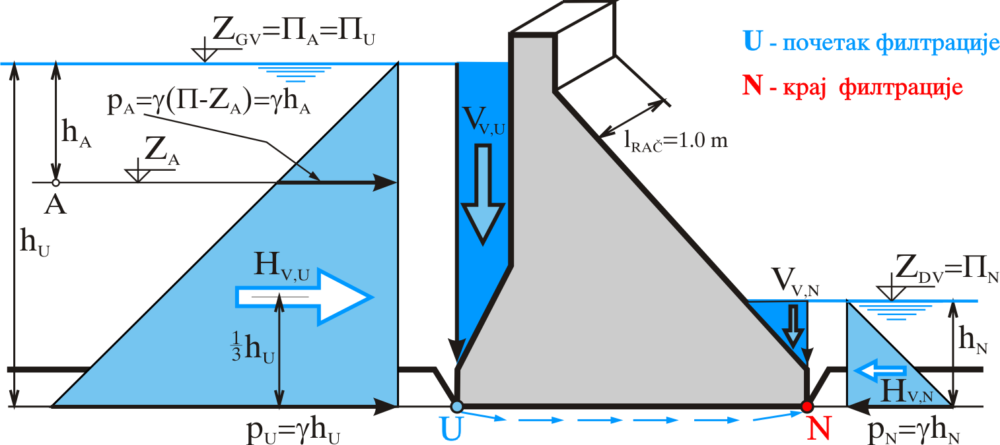 Z_GV=Π_A=Π_U
U - почетак филтрације
N - крај филтрације
p_A=γ(Π-Z_A)=γh_A
V_V,U
h_A
Z_A
l_RAČ=1.0 m
A
h_U
H_V,U
Z_DV=Π_N
V_V,N
1/3 h_U
h_N
H_V,N
p_U=γh_U
U
N
p_N=γh_N